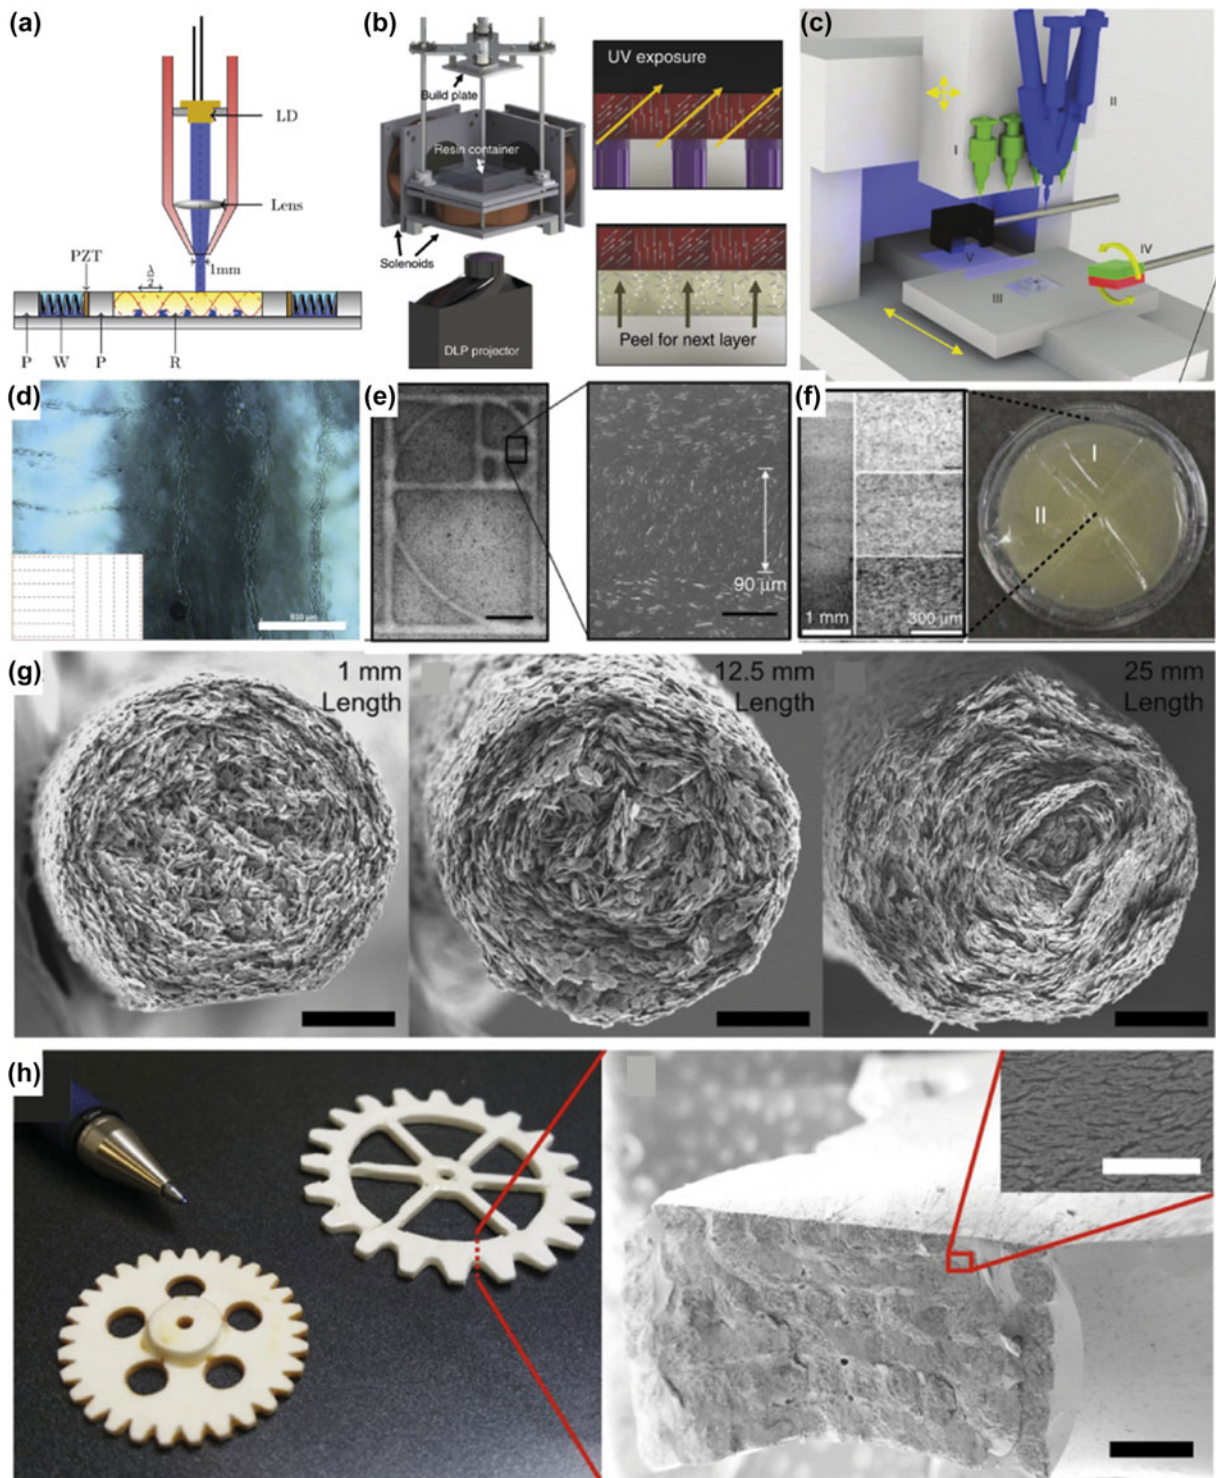 (a)
LD
Lens
PZT
λ/2
1mm
P
W
P
R
(b)
Build plate
Resin container
Solenoids
DLP projector
UV exposure
Peel for next layer
(c)
I
II
III
IV
V
(d)
(e)
90 μm
(f)
1 mm
300 μm
I
II
(g)
1 mm
Length
12.5 mm
Length
25 mm
Length
(h)